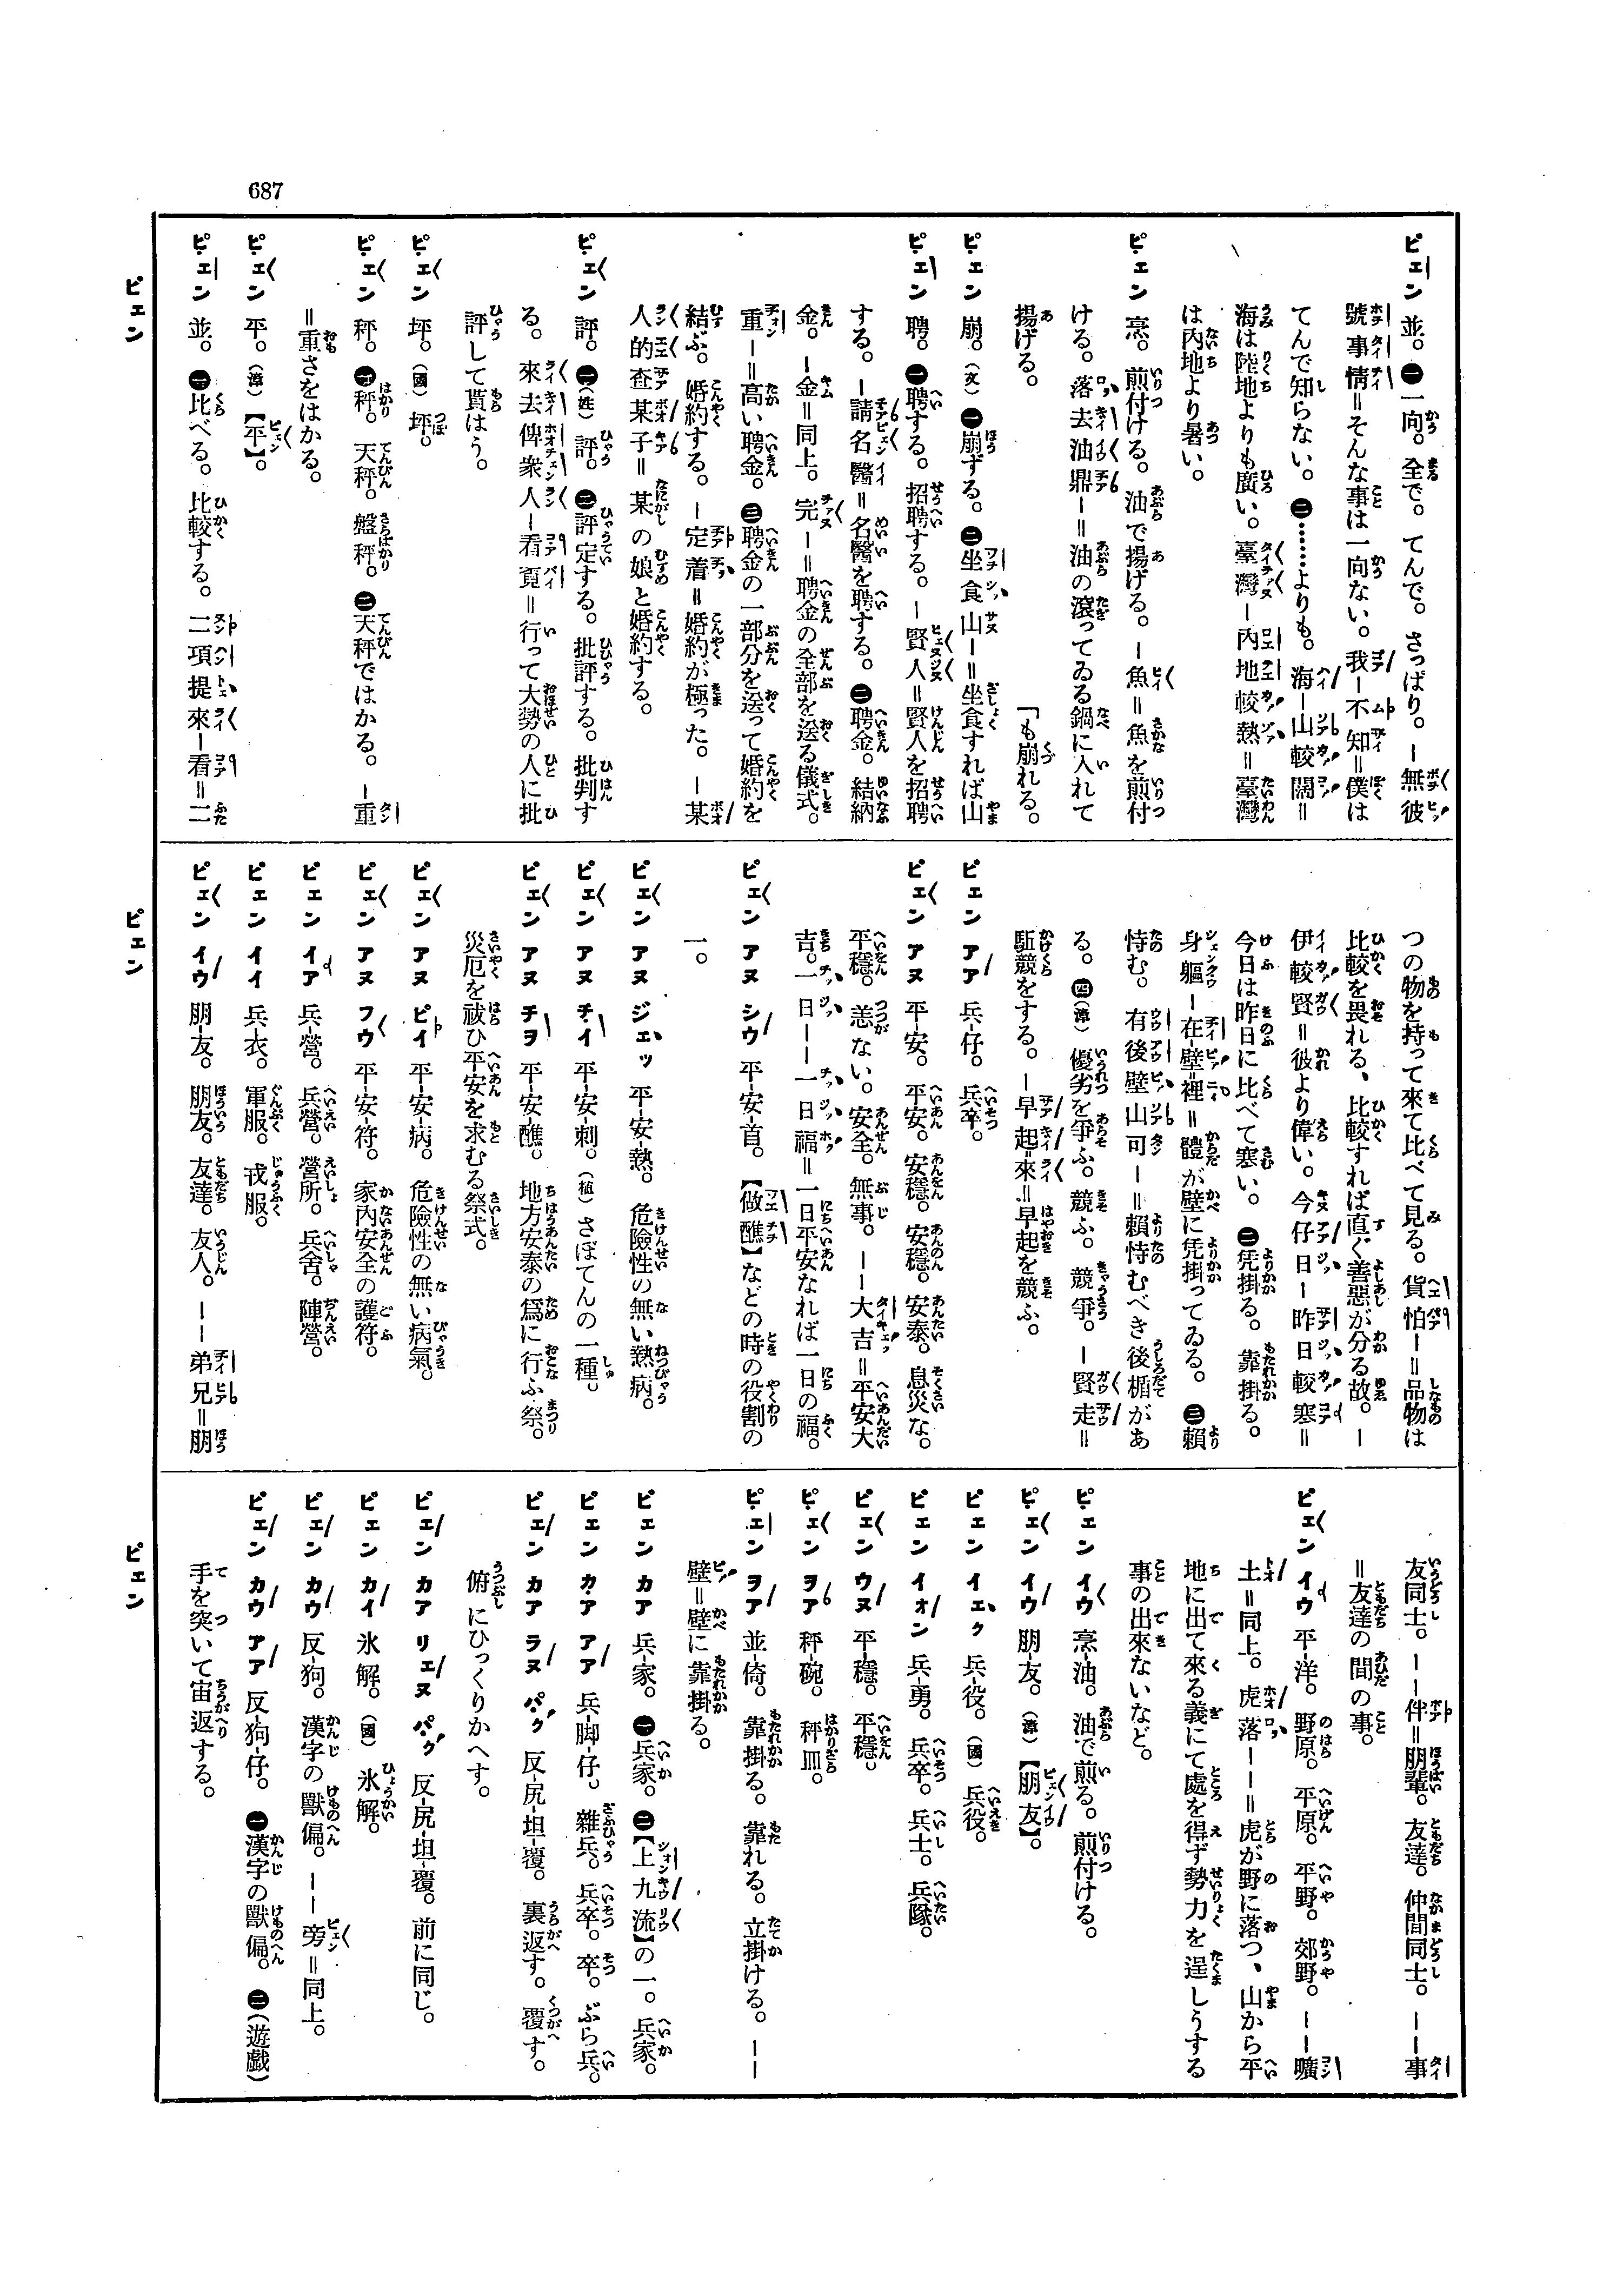 687
ピェン 並。㊀一向。全で。てんで。さっぱり。－無彼
號事情＝そんな事は一向ない。我－不知＝僕は
てんで知らない。㊁……よりも。海－山較闊＝
海は陸地よりも廣い。臺灣－內地較熱＝臺灣
は內地より暑い。
ピェン 烹。煎付ける。油で揚げる。－魚＝魚を煎付
ける。落去油鼎－＝油の滾ってゐる鍋に入れて
揚げる。
ピェン 崩。（文）㊀崩ずる。㊁坐食山－＝坐食すれば山
「も崩れる。
ピェン 聘。㊀聘する。招聘する。－賢人＝賢人を招聘
する。－請名醫＝名醫を聘する。㊁聘金。結納
金。－金＝同上。完－＝聘金の全部を送る儀式。
重－＝高い聘金。㊂聘金の一部分を送って婚約を
結ぶ。婚約する。－定着＝婚約が極った。－某
人的查某子＝某の娘と婚約する。
ピェン 評。㊀（姓）評。㊁評定する。批評する。批判す
る。來去俾衆人－看覔＝行って大勢の人に批
評して貰はう。
ピェン 坪。（國）坪。
ピェン 秤。㊀秤。天秤。盤秤。㊁天秤ではかる。－重
＝重さをはかる。
ピェン 平。（漳）【平】。
ピェン 並。㊀比べる。比較する。二項提來－看＝二
つの物を持って來て比べて見る。貨怕－＝品物は
比較を畏れる、比較すれば直ぐ善惡が分る故。－
伊較賢＝彼より偉い。今仔日－昨日較寒＝
今日は昨日に比べて寒い。㊁凭掛る。靠掛かる。
身軀－在－壁＝裡＝體が壁に凭掛ってゐる。㊂賴
恃む。有後壁山可－＝賴恃むべき後楯があ
る。㊃（漳）優劣を爭ふ。競ふ。競爭。－賢走＝
駈競をする。－早起來＝早起を競ふ。
ピェン アア 兵－仔。兵卒。
ピェン アヌ 平－安。平安。安穩。安穩。安泰。息災な。
平穩。恙ない。安全。無事。－－大吉＝平安大
吉。一日－－一日福＝一日平安なれば一日の福。
ピェン アヌ シウ 平－安－首。【做醮】などの時の役割の
一。
ピェン アヌ ジェッ 平－安－熱。危險性の無い熱病。
ピェン アヌ チイ 平－安－刺。（植）さぼてんの一種。
ピェン アヌ チヲ 平－安－醮。地方安泰の爲に行ふ祭。
災厄を祓ひ平安を求むる祭式。
ピェン アヌ ピイ 平－安－病。危險性の無い病氣。
ピェン アヌ フウ 平－安－符。家內安全の護符。
ピェン イア 兵－營。兵營。營所。兵舍。陣營。
ピェン イイ 兵衣。軍服。戎服。
ピェン イウ 朋－友。朋友。友達。友人。－－弟兄＝朋
友同士。－－伴＝朋輩。友達。仲間同士。－－事
＝友達の間の事。
ピェン イウ 平－洋。野原。平原。平野。郊野。－－曠
土＝同上。虎落－－＝虎が野に落つ、山から平
地に出て來る義にて處を得ず勢力を逞しうする
事の出來ないなど。
ピェン イウ 烹－油。油で煎る。煎付ける。
ピェン イウ 朋－友。（漳）【朋友】。
ピェン イェク 兵－役。（國）兵役。
ピェン イォン 兵－勇。兵卒。兵士。兵隊。
ピェン ウヌ 平－穩。平穩。
ピェン ヲア 秤－碗。秤皿。
ピェン ヲア 並－倚。靠掛る。靠れる。立掛ける。－－
壁＝壁に靠掛る。
ピェン カア 兵－家。㊀兵家。㊁【上九流】の一。兵家。
ピェン カア アア 兵－脚－仔。雜兵。兵卒。卒。ぶら兵。
ピェン カア ラヌ パク 反－尻－坦－覆。裏返す。覆す。
俯にひっくりかへす。
ピェン カア リェヌ パク 反－尻－坦－覆。前に同じ。
ピェン カイ 氷解。（國）氷解。
ピェン カウ 反－狗。漢字の獸偏。－－旁＝同上。
ピェン カウ アア 反－狗－仔。㊀漢字の獸偏。㊁（遊戲）
手を突いて宙返する。
ピェン
ピェン
ピェン